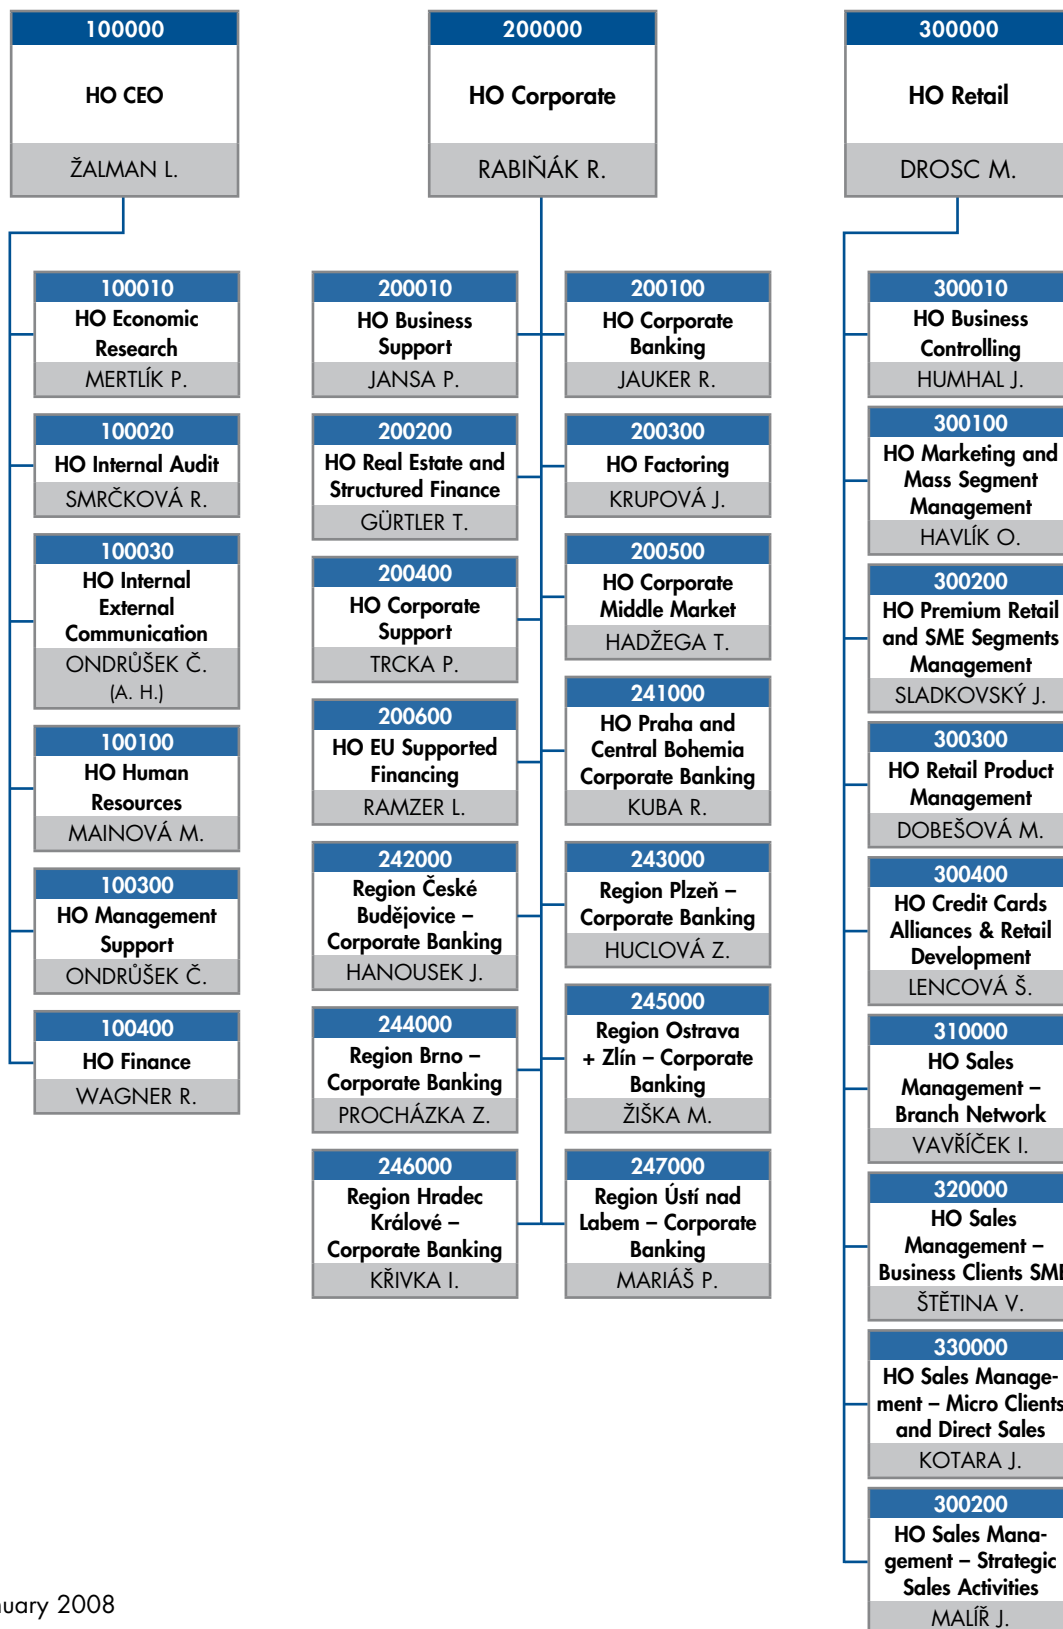 100000
HO CEO
ŽALMAN L.
100010
HO Economic
Research
MERTLÍK P.
100020
HO Internal Audit
SMRČKOVÁ R.
100030
HO Internal
External
Communication
ONDRŮŠEK Č.
(A. H.)
100100
HO Human
Resources
MAINOVÁ M.
100300
HO Management
Support
ONDRŮŠEK Č.
100400
HO Finance
WAGNER R.
200000
HO Corporate
RABIŇÁK R.
200010
HO Business
Support
JANSA P.
200100
HO Corporate
Banking
JAUKER R.
200200
HO Real Estate and
Structured Finance
GÜRTLER T.
200300
HO Factoring
KRUPOVÁ J.
200400
HO Corporate
Support
TRCKA P.
200500
HO Corporate
Middle Market
HADŽEGA T.
200600
HO EU Supported
Financing
RAMZER L.
241000
HO Praha and
Central Bohemia
Corporate Banking
KUBA R.
242000
Region České
Budějovice –
Corporate Banking
HANOUSEK J.
243000
Region Plzeň –
Corporate Banking
HUCLOVÁ Z.
244000
Region Brno –
Corporate Banking
PROCHÁZKA Z.
245000
Region Ostrava
+ Zlín – Corporate
Banking
ŽIŠKA M.
246000
Region Hradec
Králové –
Corporate Banking
KŘIVKA I.
247000
Region Ústí nad
Labem – Corporate
Banking
MARIÁŠ P.
300000
HO Retail
DROSC M.
300010
HO Business
Controlling
HUMHAL J.
300100
HO Marketing and
Mass Segment
Management
HAVLÍK O.
300200
HO Premium Retail
and SME Segments
Management
SLADKOVSKÝ J.
300300
HO Retail Product
Management
DOBEŠOVÁ M.
300400
HO Credit Cards
Alliances & Retail
Development
LENCOVÁ Š.
310000
HO Sales
Management –
Branch Network
VAVŘÍČEK I.
320000
HO Sales
Management –
Business Clients SM
ŠTĚTINA V.
330000
HO Sales Manage-
ment – Micro Clients
and Direct Sales
KOTARA J.
300200
HO Sales Mana-
gement – Strategic
Sales Activities
MALÍŘ J.
nuary 2008